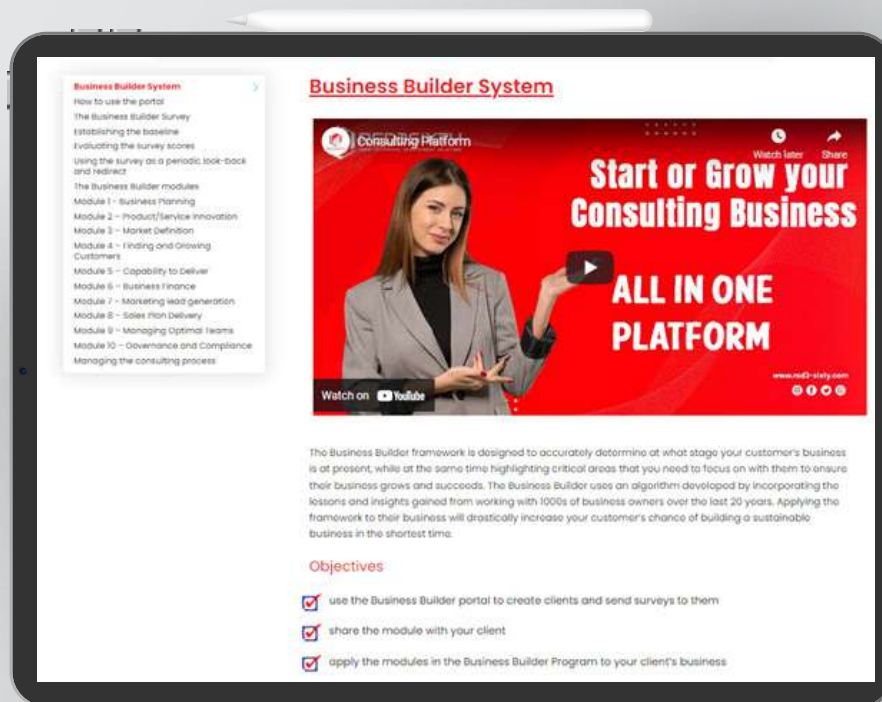 Business Builder System
How to use the portal
The Business Builder Survey
Establishing the baseline
Evaluating the survey scores
Using the survey as a periodic look-back
and redirect
The Business Builder modules
Module 1 - Business Planning
Module 2 - Product/Service Innovation
Module 3 - Market Definition
Module 4 - Finding and Growing
Customers
Module 5 - Capability to Deliver
Module 6 - Business Finance
Module 7 - Marketing lead generation
Module 8 - Sales Plan Delivery
Module 9 - Managing Optimal Teams
Module 10 - Governance and Compliance
Managing the consulting process
Business Builder System
Consulting Platform
Watch later
Share
Start or Grow your
Consulting Business
ALL IN ONE
PLATFORM
www.red3-sixty.com
Watch on YouTube
The Business Builder framework is designed to accurately determine at what stage your customer's business
is at present, while at the same time highlighting critical areas that you need to focus on with them to ensure
their business grows and succeeds. The Business Builder uses an algorithm developed by incorporating the
lessons and insights gained from working with 1000s of business owners over the last 20 years. Applying the
framework to their business will drastically increase your customer's chance of building a sustainable
business in the shortest time.
Objectives
use the Business Builder portal to create clients and send surveys to them
share the module with your client
apply the modules in the Business Builder Program to your client's business